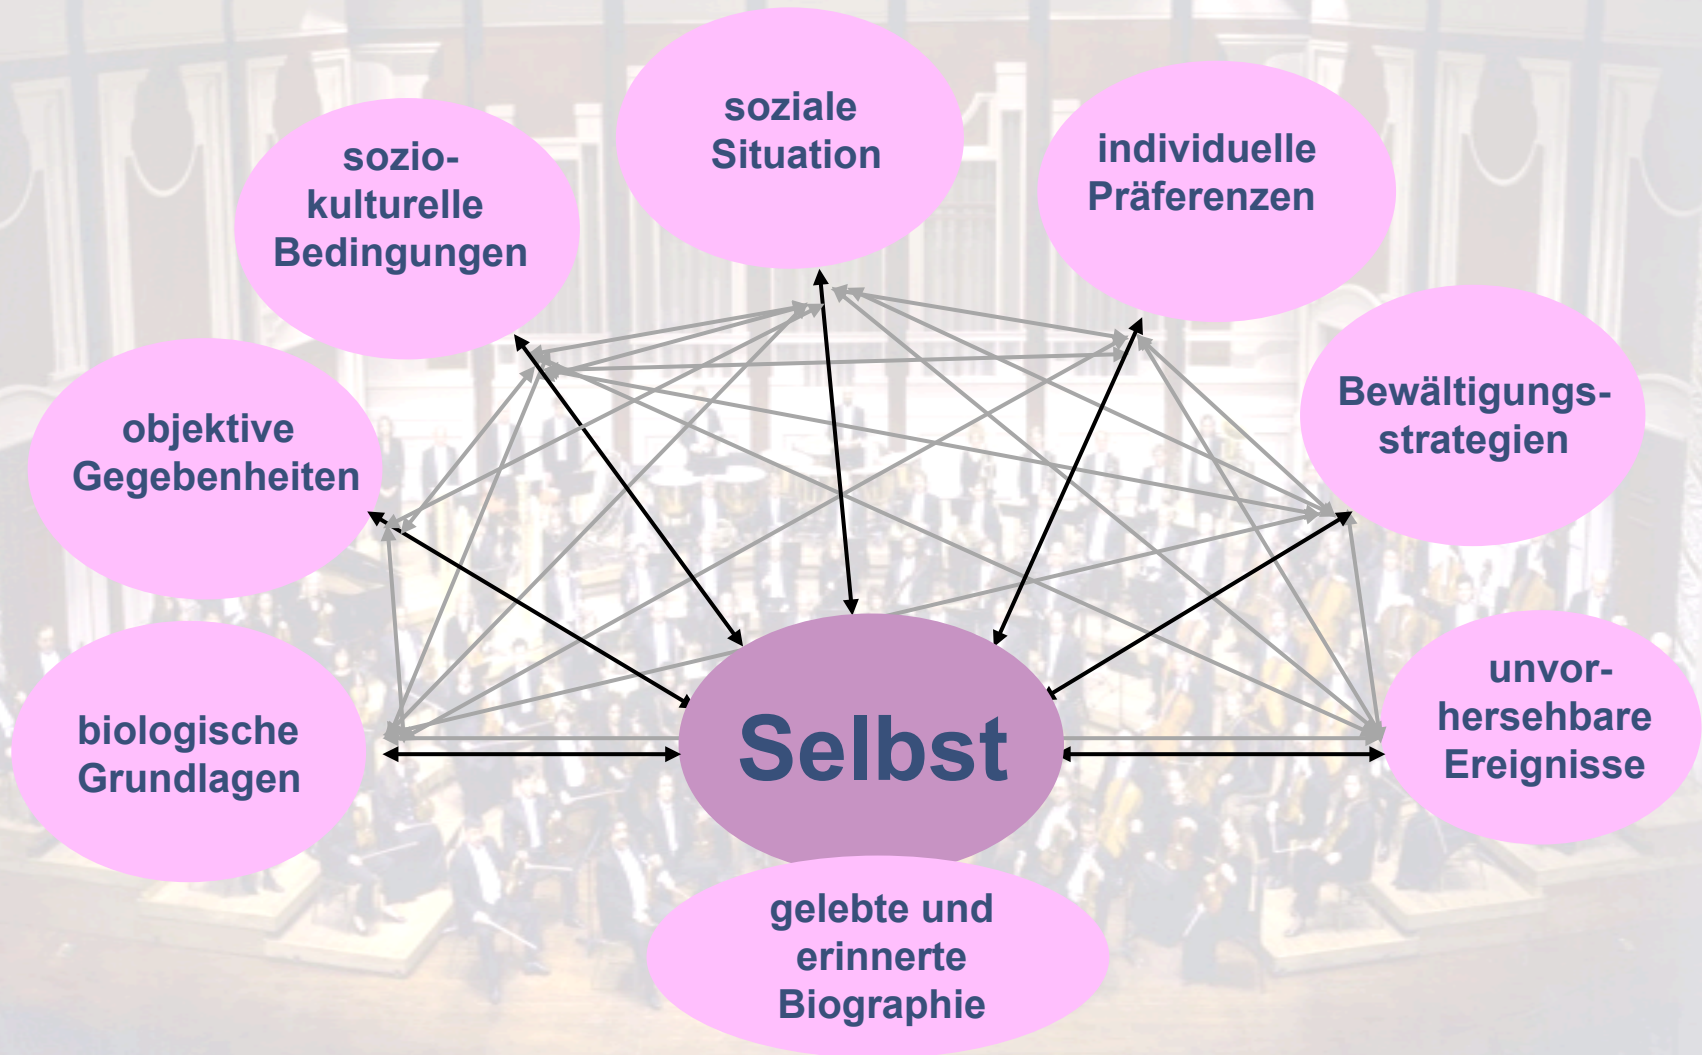 soziale
Situation
individuelle
Präferenzen
sozio-
kulturelle
Bedingungen
Bewältigungs-
strategien
objektive
Gegebenheiten
unvor-
hersehbare
Ereignisse
biologische
Grundlagen
Selbst
gelebte und
erinnerte
Biographie